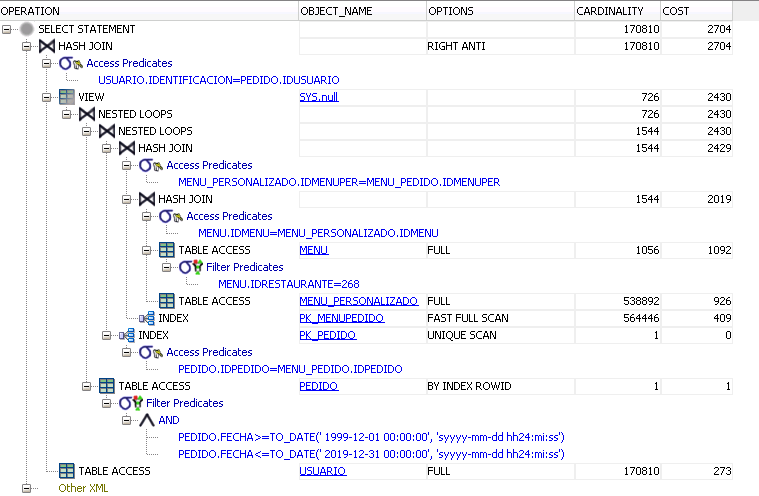 OPERATION OBJECT_NAME OPTIONS CARDINALITY COST
SELECT STATEMENT 170810 2704
HASH JOIN RIGHT ANTI 170810 2704
Access Predicates
USUARIO.IDENTIFICACION=PEDIDO.IDUSUARIO
VIEW SYS.null 726 2430
NESTED LOOPS 726 2430
NESTED LOOPS 1544 2430
HASH JOIN 1544 2429
Access Predicates
MENU_PERSONALIZADO.IDMENUPER=MENU_PEDIDO.IDMENUPER
HASH JOIN 1544 2019
Access Predicates
MENU.IDMENU=MENU_PERSONALIZADO.IDMENU
TABLE ACCESS MENU FULL 1056 1092
Filter Predicates
MENU.IDRESTAURANTE=268
TABLE ACCESS MENU_PERSONALIZADO FULL 538892 926
INDEX PK_MENUPEDIDO FAST FULL SCAN 564446 409
INDEX PK_PEDIDO UNIQUE SCAN 1 0
Access Predicates
PEDIDO.IDPEDIDO=MENU_PEDIDO.IDPEDIDO
TABLE ACCESS PEDIDO BY INDEX ROWID 1 1
Filter Predicates
AND
PEDIDO.FECHA>=TO_DATE(' 1999-12-01 00:00:00', 'syyyy-mm-dd hh24:mi:ss')
PEDIDO.FECHA<=TO_DATE(' 2019-12-31 00:00:00', 'syyyy-mm-dd hh24:mi:ss')
TABLE ACCESS USUARIO FULL 170810 273
Other XML